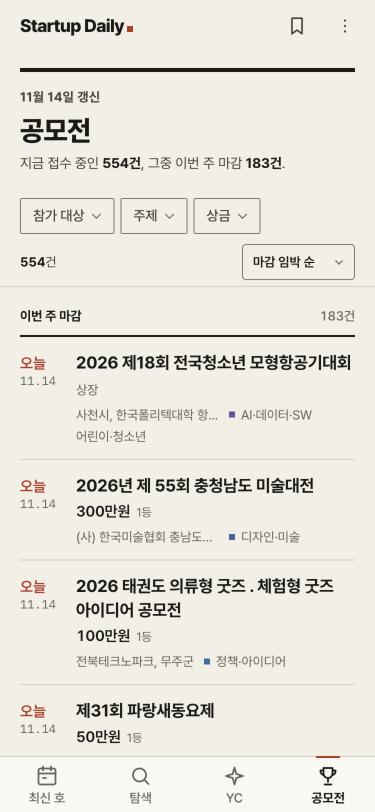 Startup Daily
11월 14일 갱신
공모전
지금 접수 중인 554건, 그중 이번 주 마감 183건.
참가 대상 주제 상금
554건 마감 임박 순
이번 주 마감 183건
오늘 2026 제18회 전국청소년 모형항공기대회
11.14
상장
사천시, 한국폴리텍대학 항... AI·데이터·SW
어린이·청소년
오늘 2026년 제 55회 충청남도 미술대전
11.14
300만원 1등
(사) 한국미술협회 충남도... 디자인·미술
오늘 2026 태권도 의류형 굿즈 . 체험형 굿즈
11.14 아이디어 공모전
100만원 1등
전북테크노파크, 무주군 정책·아이디어
오늘 제31회 파랑새동요제
11.14
50만원 1등
최신 호 탐색 YC 공모전